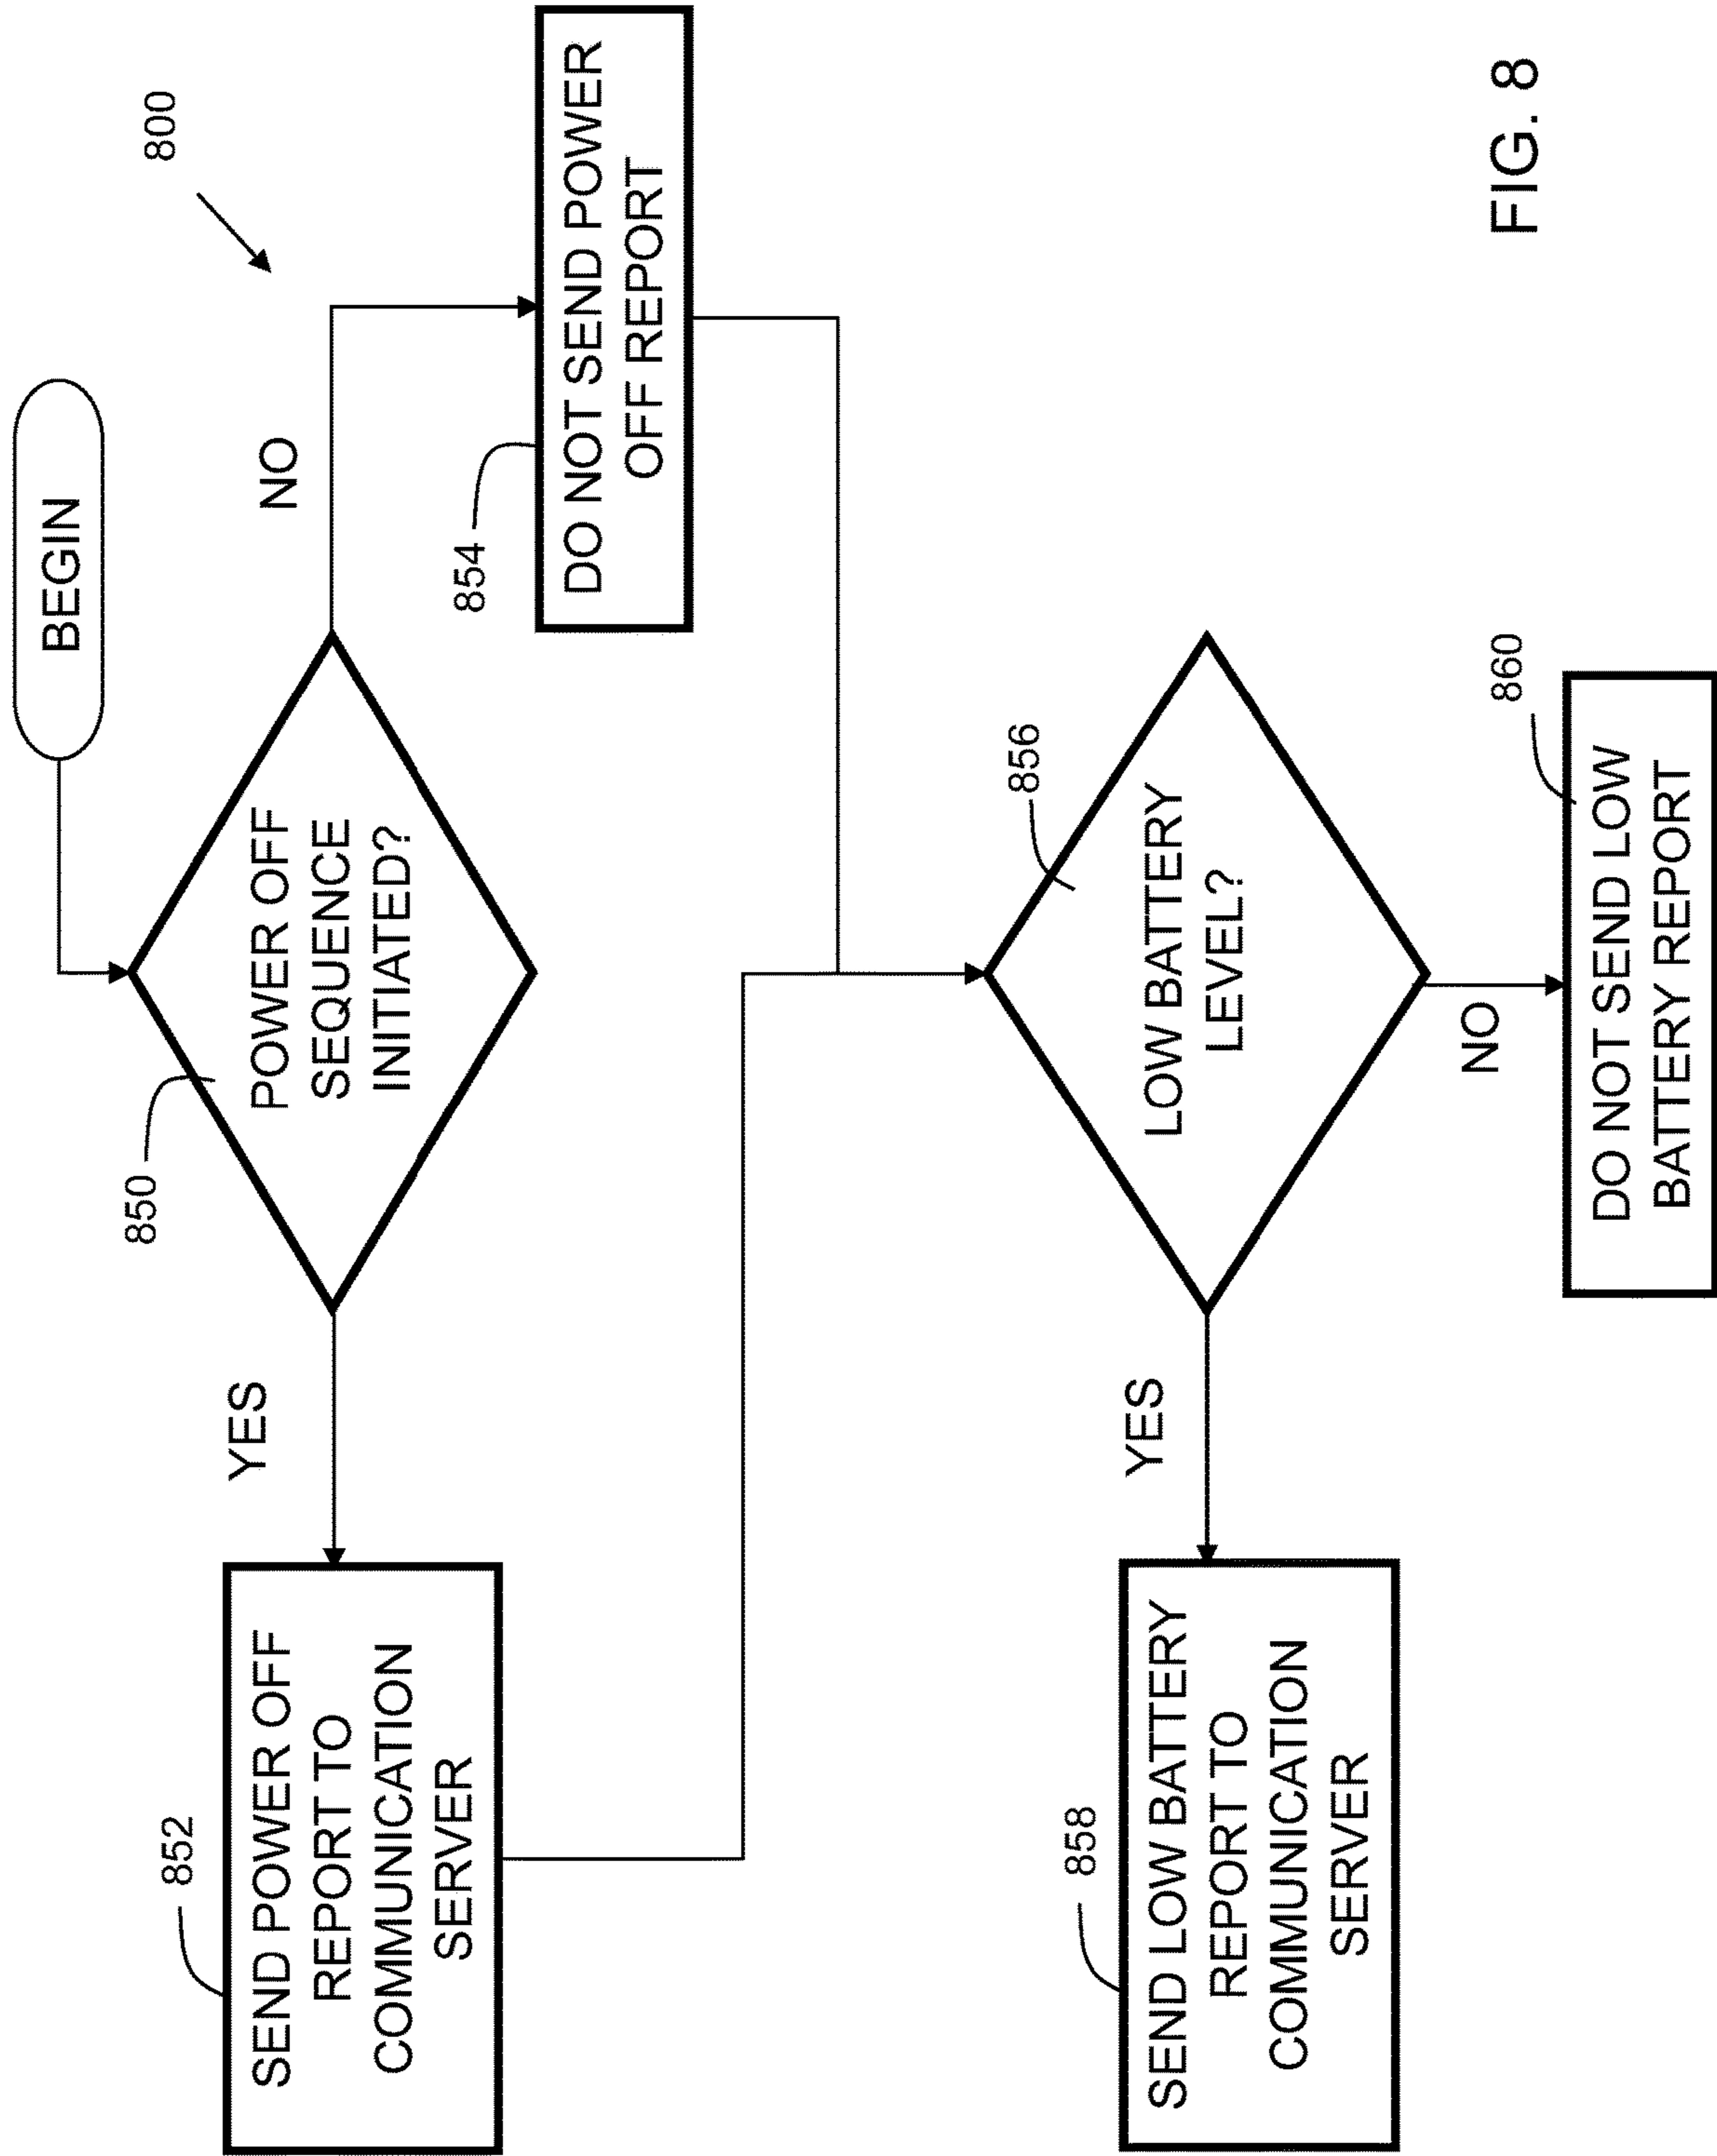 BEGIN
800
850
POWER OFF
SEQUENCE
INITIATED?
YES
NO
852
SEND POWER OFF
REPORT TO
COMMUNICATION
SERVER
854
DO NOT SEND POWER
OFF REPORT
856
LOW BATTERY
LEVEL?
YES
NO
858
SEND LOW BATTERY
REPORT TO
COMMUNICATION
SERVER
860
DO NOT SEND LOW
BATTERY REPORT
FIG. 8